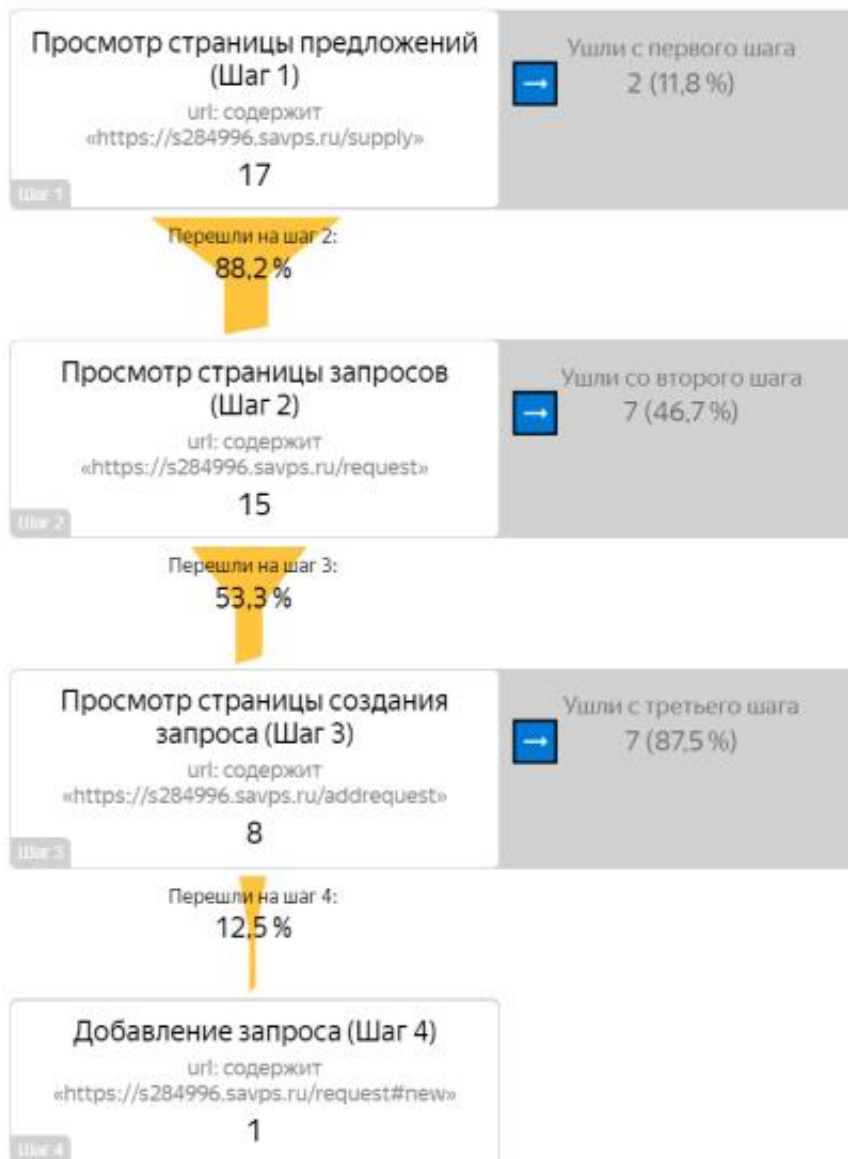 Просмотр страницы предложений
(Шаг 1)
url: содержит
«https://s284996.savps.ru/supply»
17
Шаг 1
Ушли с первого шага
2 (11,8 %)
Перешли на шаг 2:
88,2 %
Просмотр страницы запросов
(Шаг 2)
url: содержит
«https://s284996.savps.ru/request»
15
Шаг 2
Ушли со второго шага
7 (46,7 %)
Перешли на шаг 3:
53,3 %
Просмотр страницы создания
запроса (Шаг 3)
url: содержит
«https://s284996.savps.ru/addrequest»
8
Шаг 3
Ушли с третьего шага
7 (87,5 %)
Перешли на шаг 4:
12,5 %
Добавление запроса (Шаг 4)
url: содержит
«https://s284996.savps.ru/request#new»
1
Шаг 4